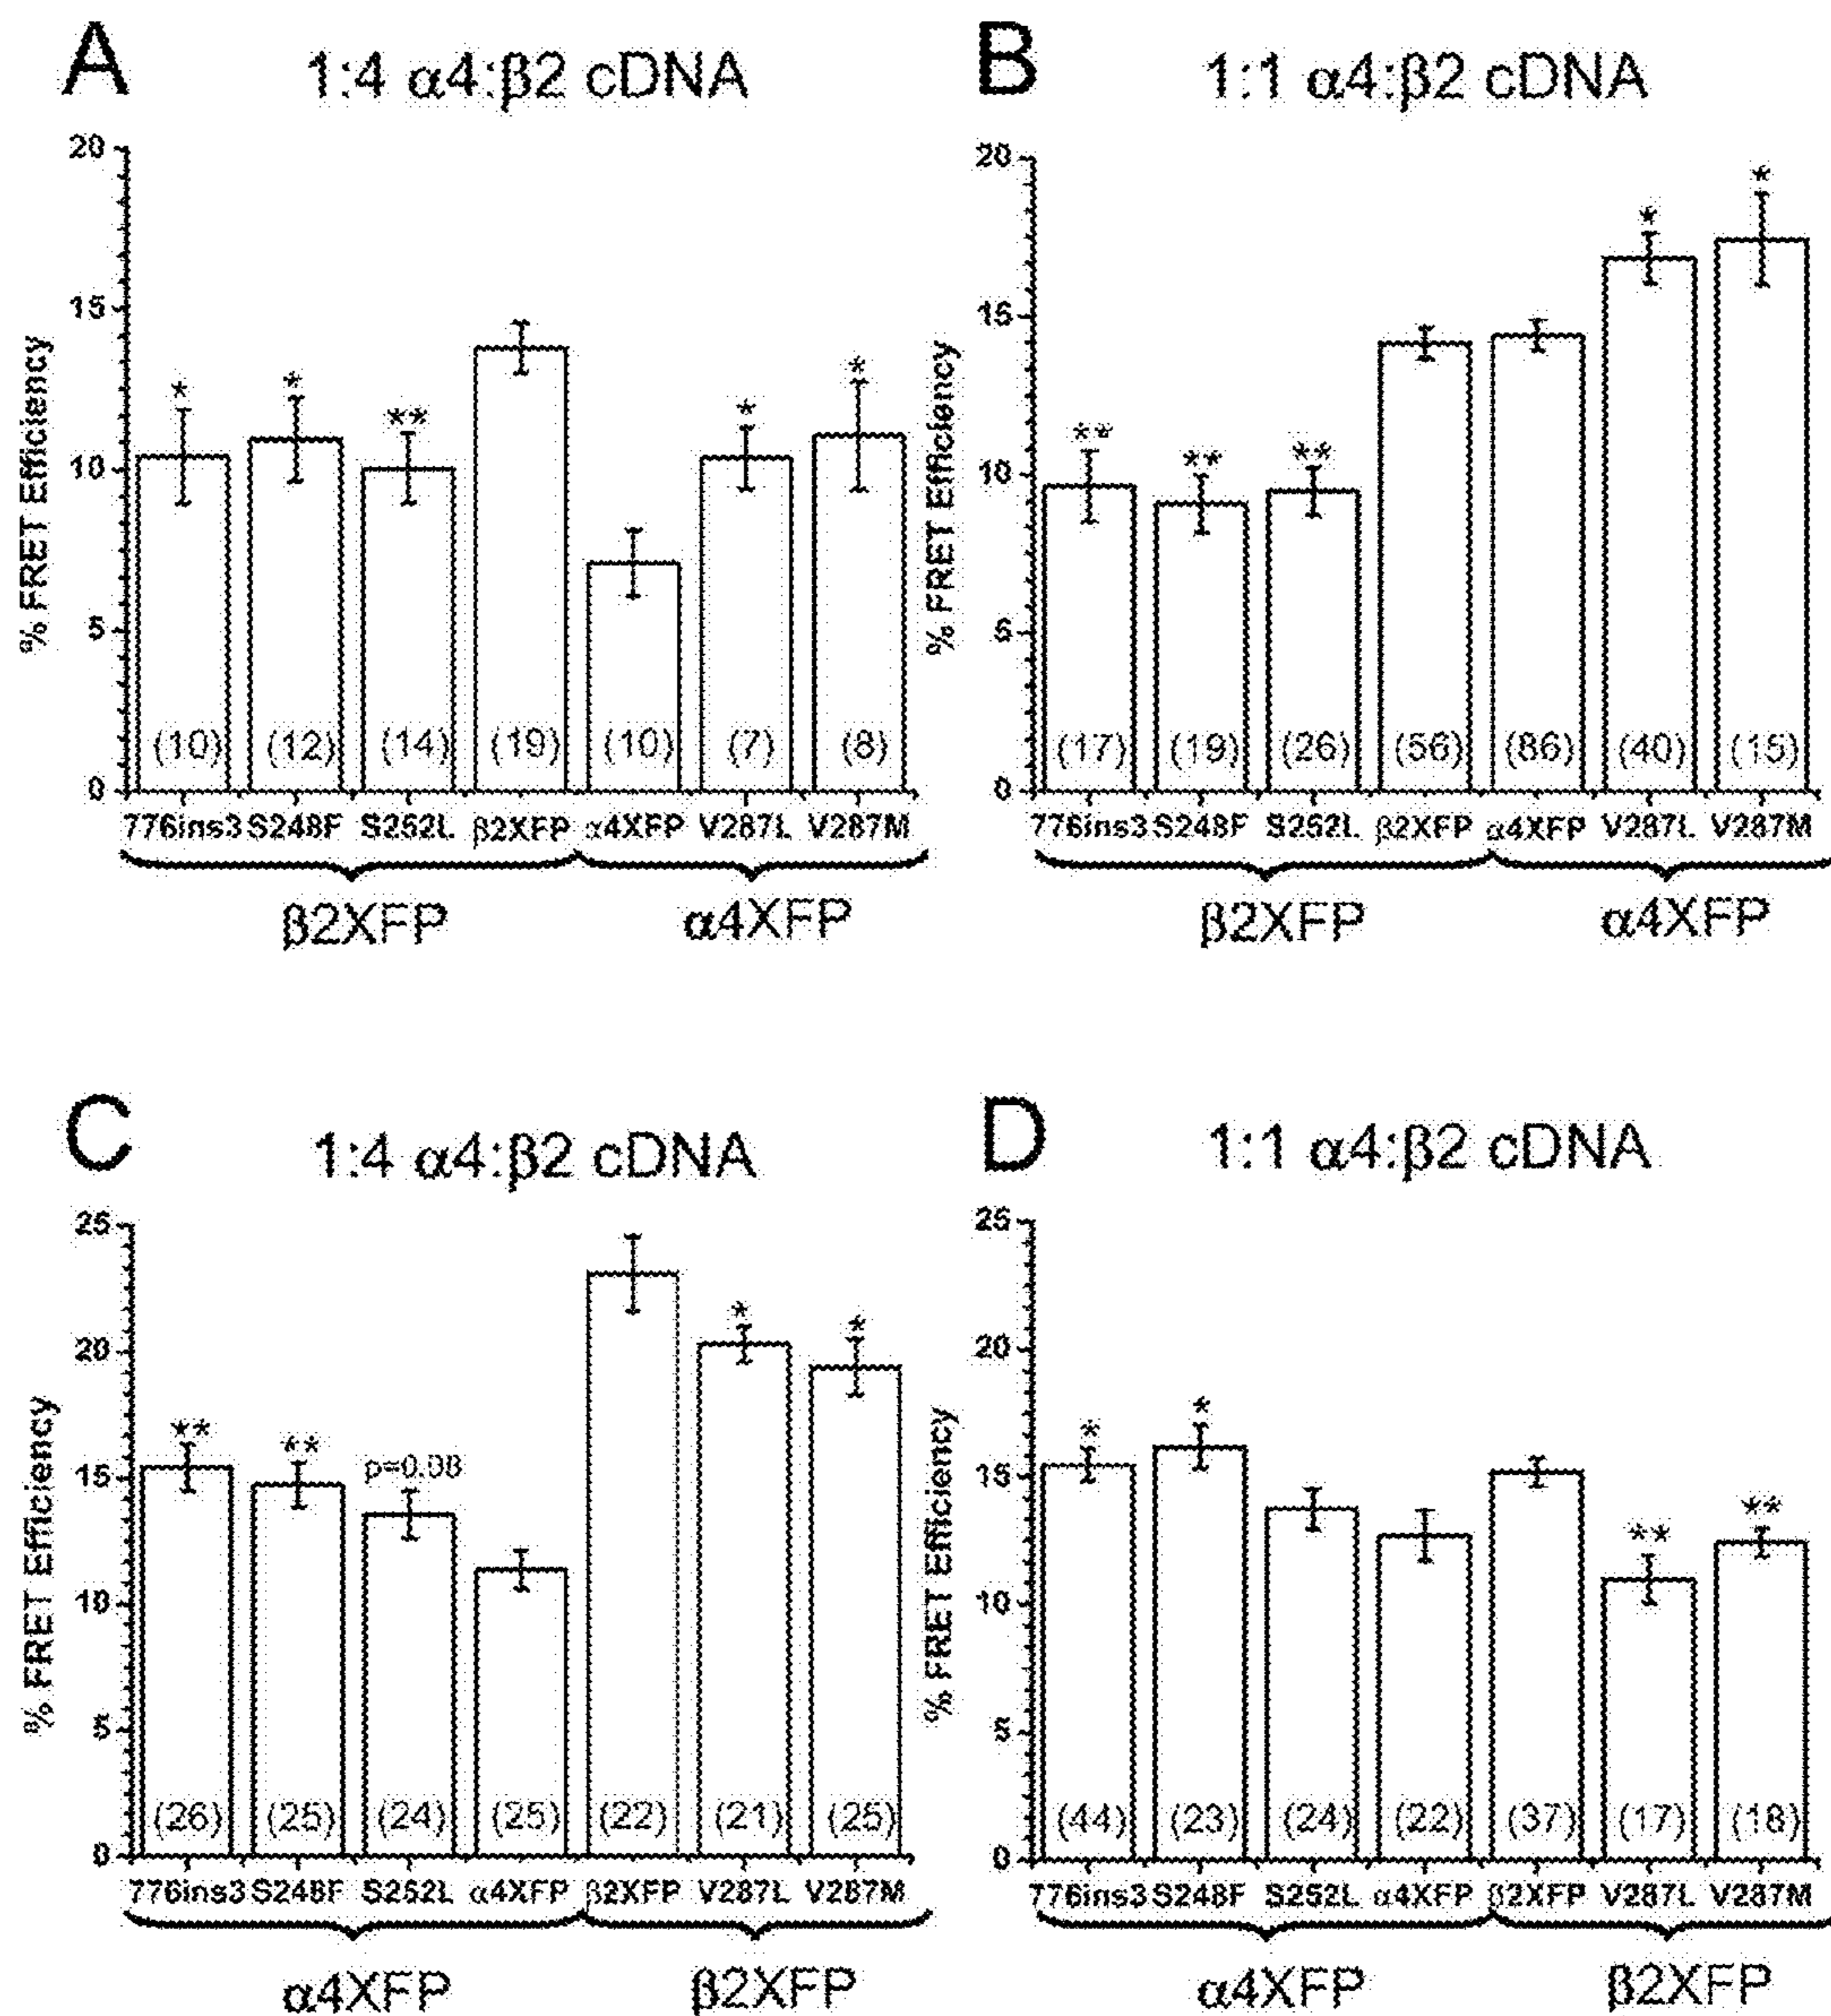 A
1:4 α4:β2 cDNA
% FRET Efficiency
20
15
10
5
0
* * ** * *
(10) (12) (14) (19) (10) (7) (8)
776ins3 S248F S252L β2XFP α4XFP V287L V287M
β2XFP α4XFP
B
1:1 α4:β2 cDNA
% FRET Efficiency
20
15
10
5
0
** ** ** * *
(17) (19) (26) (56) (86) (40) (15)
776ins3 S248F S252L β2XFP α4XFP V287L V287M
β2XFP α4XFP
C
1:4 α4:β2 cDNA
% FRET Efficiency
25
20
15
10
5
0
** ** p=0.08 * *
(26) (25) (24) (25) (22) (21) (25)
776ins3 S248F S252L α4XFP β2XFP V287L V287M
α4XFP β2XFP
D
1:1 α4:β2 cDNA
% FRET Efficiency
25
20
15
10
5
0
* * ** **
(44) (23) (24) (22) (37) (17) (18)
776ins3 S248F S252L α4XFP β2XFP V287L V287M
α4XFP β2XFP